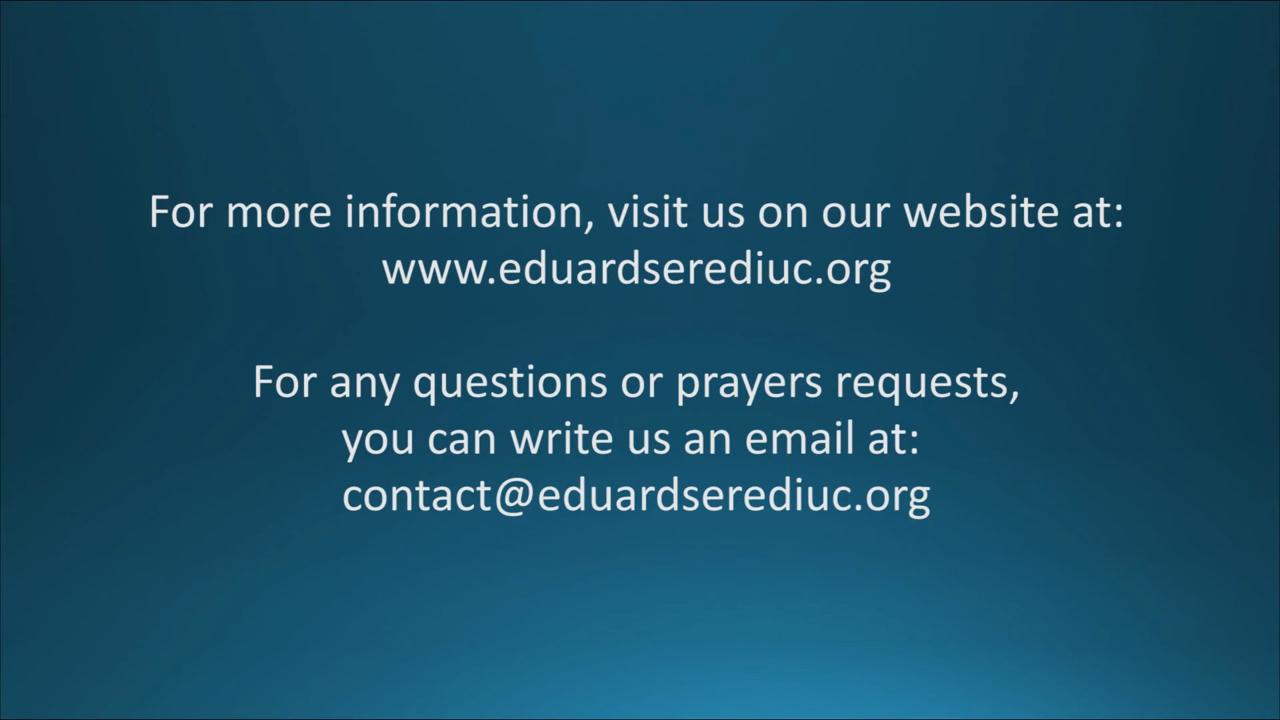 For more information, visit us on our website at:
www.eduardserediuc.org
For any questions or prayers requests,
you can write us an email at:
contact@eduardserediuc.org